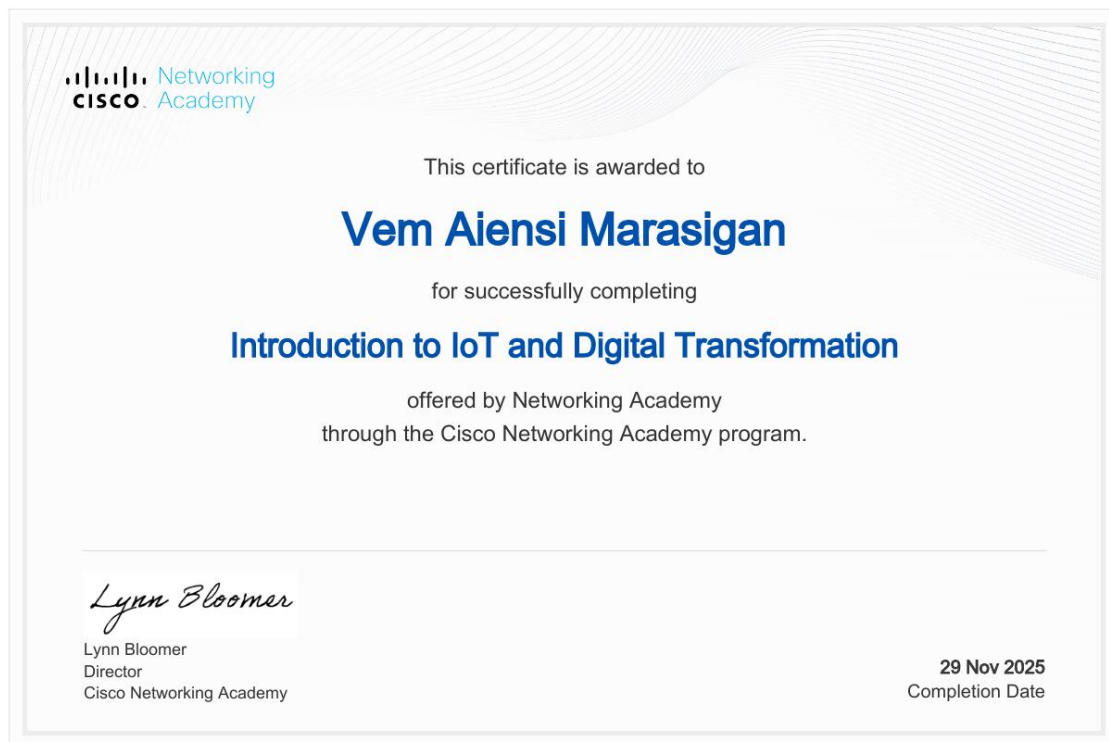 Networking
CISCO Academy
This certificate is awarded to
Vem Aiensi Marasigan
for successfully completing
Introduction to IoT and Digital Transformation
offered by Networking Academy
through the Cisco Networking Academy program.
Lynn Bloomer
Lynn Bloomer
Director
Cisco Networking Academy
29 Nov 2025
Completion Date